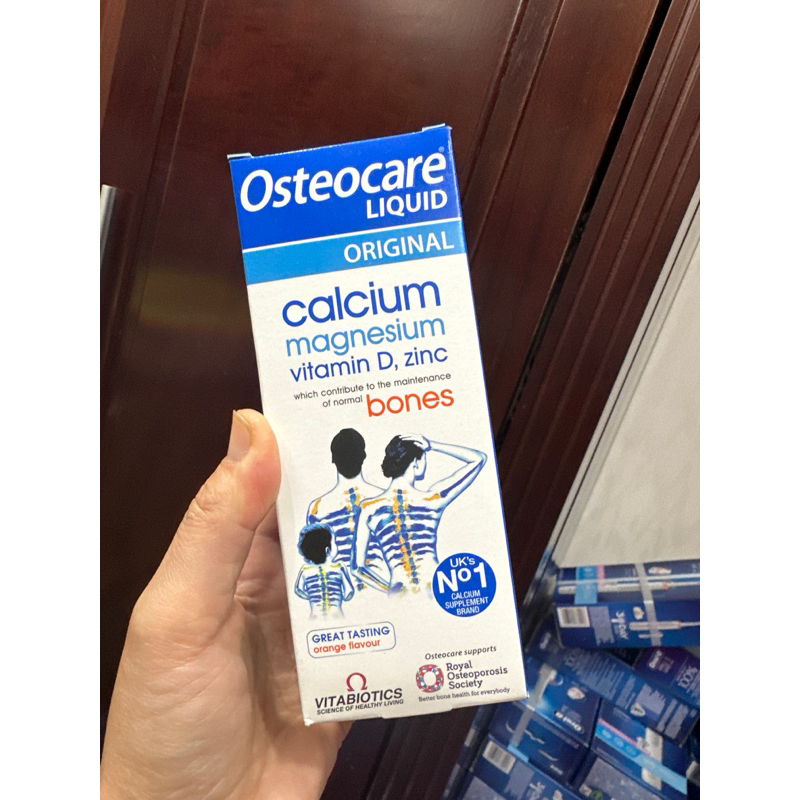 Osteocare®
LIQUID
ORIGINAL
calcium
magnesium
vitamin D, zinc
which contribute to the maintenance
of normal bones
UK's
No1
CALCIUM
SUPPLEMENT
BRAND
GREAT TASTING
orange flavour
Osteocare supports
Royal
Osteoporosis
Society
Better bone health for everybody
VITABIOTICS
SCIENCE OF HEALTHY LIVING